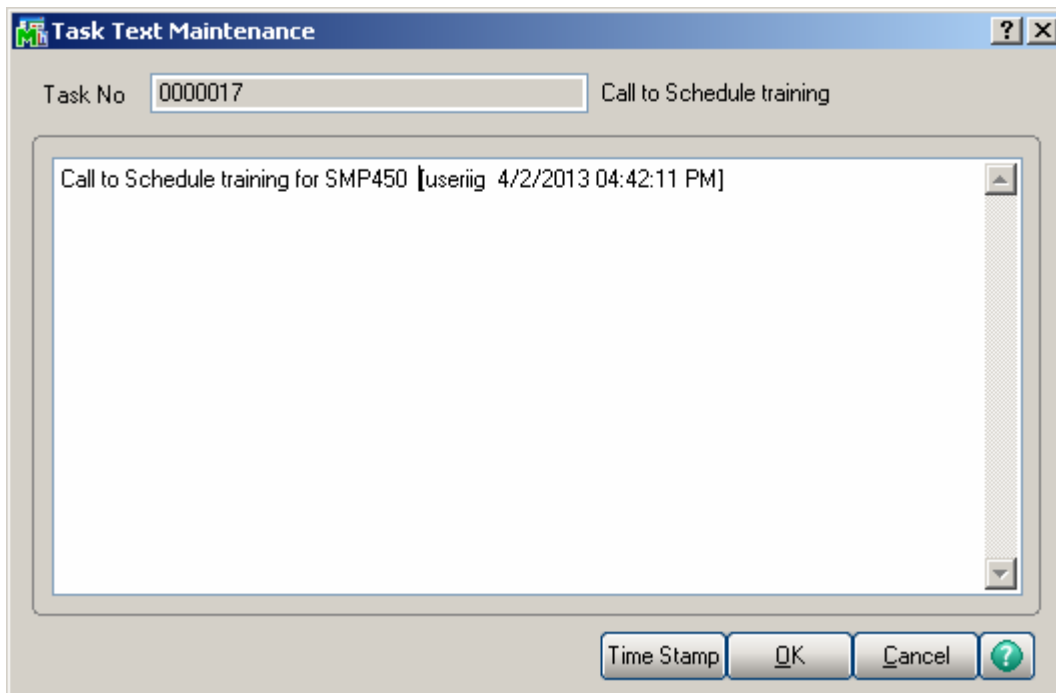 Task Text Maintenance
Task No 0000017 Call to Schedule training
Call to Schedule training for SMP450 [useriig 4/2/2013 04:42:11 PM]
Time Stamp OK Cancel